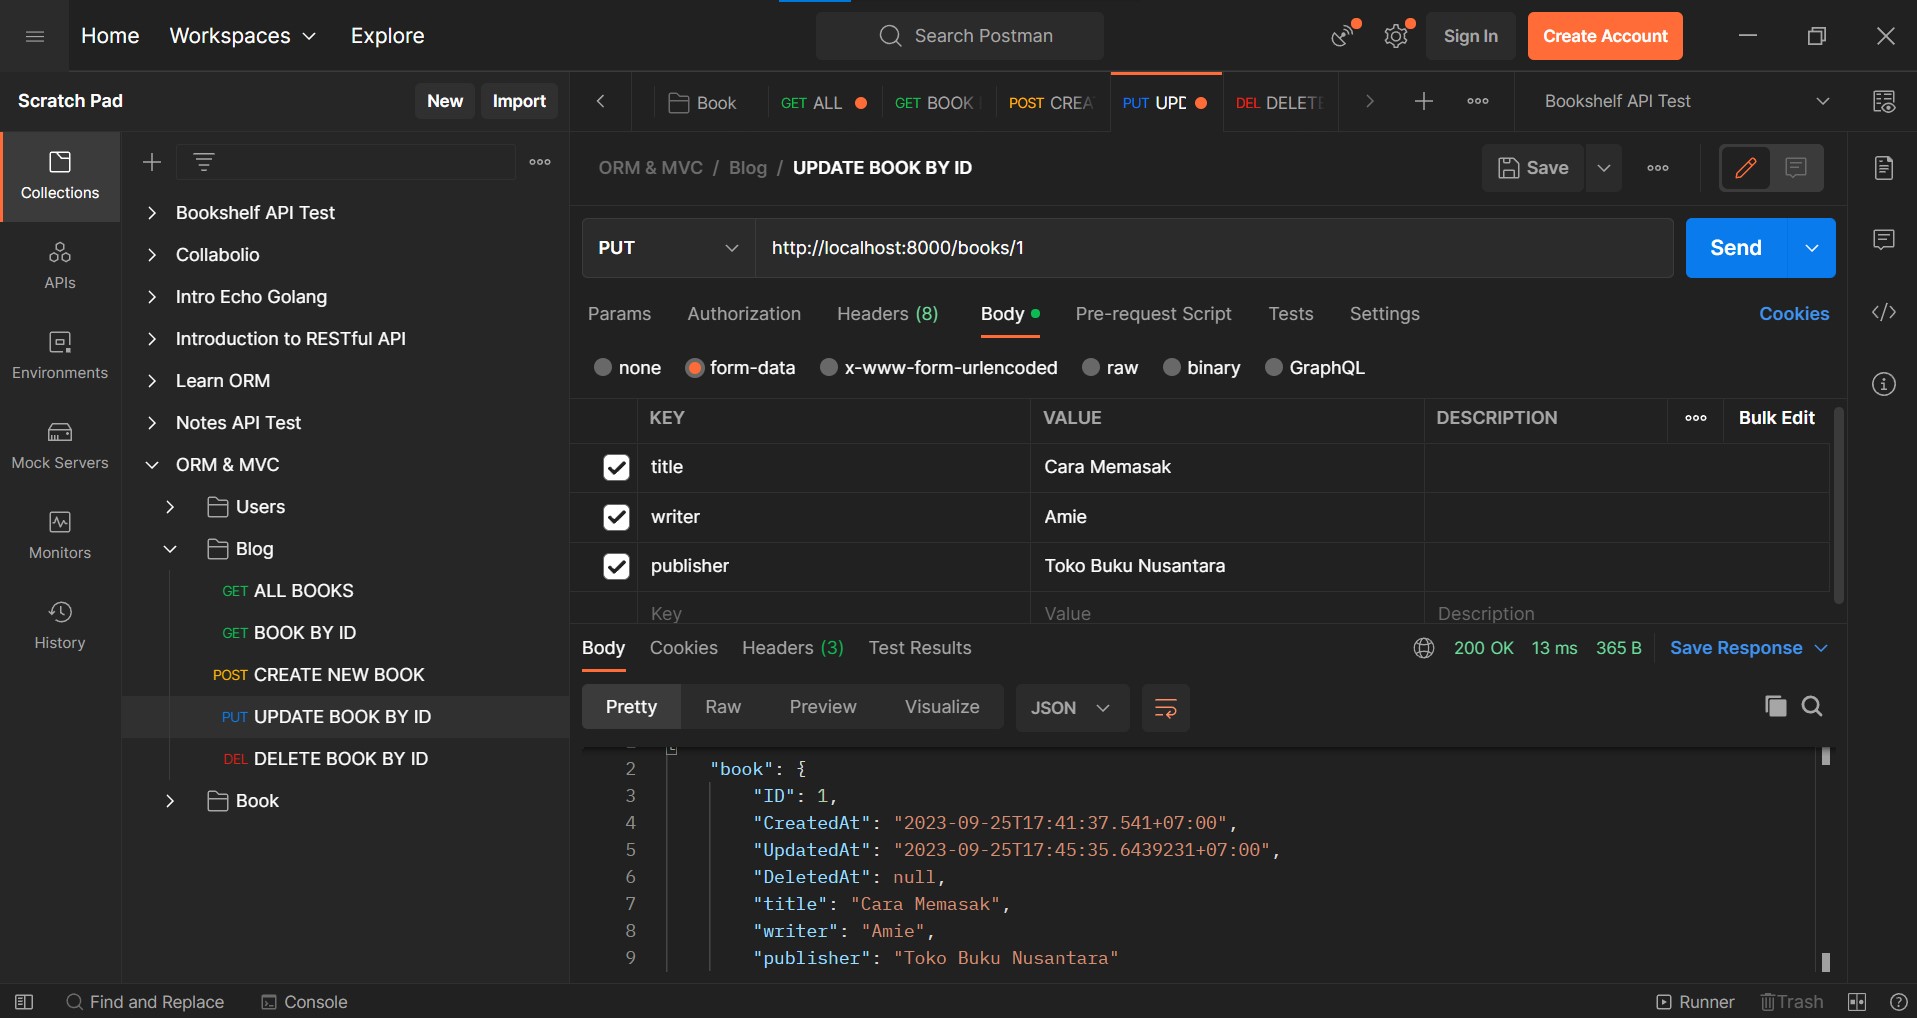 Home Workspaces Explore Search Postman Sign In Create Account
Scratch Pad New Import
Book GET ALL GET BOOK POST CREA PUT UPD DEL DELETE Bookshelf API Test
Collections
APIs
Environments
Mock Servers
Monitors
History
Bookshelf API Test
Collabolio
Intro Echo Golang
Introduction to RESTful API
Learn ORM
Notes API Test
ORM & MVC
Users
Blog
GET ALL BOOKS
GET BOOK BY ID
POST CREATE NEW BOOK
PUT UPDATE BOOK BY ID
DEL DELETE BOOK BY ID
Book
ORM & MVC / Blog / UPDATE BOOK BY ID Save
PUT http://localhost:8000/books/1 Send
Params Authorization Headers (8) Body Pre-request Script Tests Settings Cookies
none form-data x-www-form-urlencoded raw binary GraphQL
KEY VALUE DESCRIPTION Bulk Edit
title Cara Memasak
writer Amie
publisher Toko Buku Nusantara
Key Value Description
Body Cookies Headers (3) Test Results 200 OK 13 ms 365 B Save Response
Pretty Raw Preview Visualize JSON
2 "book": {
3 "ID": 1,
4 "CreatedAt": "2023-09-25T17:41:37.541+07:00",
5 "UpdatedAt": "2023-09-25T17:45:35.6439231+07:00",
6 "DeletedAt": null,
7 "title": "Cara Memasak",
8 "writer": "Amie",
9 "publisher": "Toko Buku Nusantara"
Find and Replace Console Runner Trash